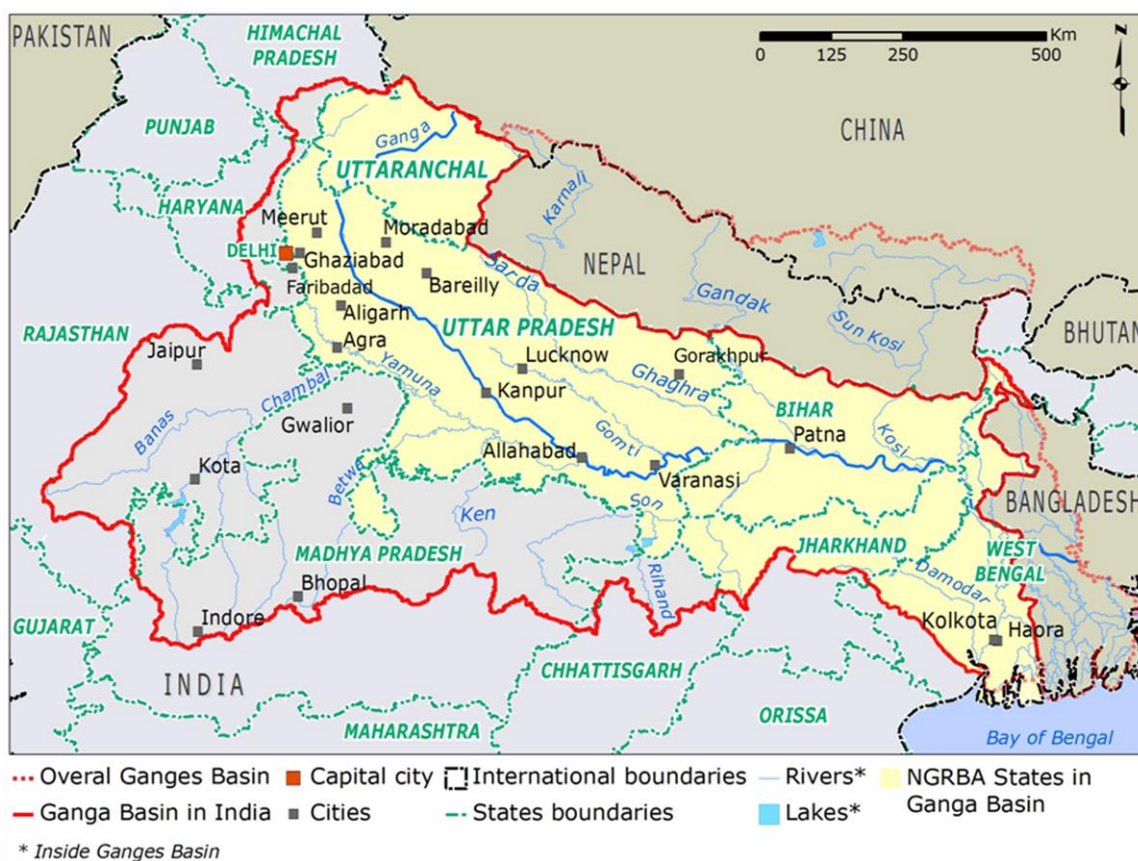 PAKISTAN
HIMACHAL
PRADESH
Km
0
125
250
500
N
PUNJAB
CHINA
Ganga
UTTARANCHAL
Karnali
HARYANA
Meerut
Moradabad
DELHI
Ghaziabad
NEPAL
Faribadad
Bareilly
Sarda
Gandak
Aligarh
Sun Kosi
BHUTAN
RAJASTHAN
UTTAR PRADESH
Agra
Jaipur
Yamuna
Lucknow
Gorakhpur
Chambal
Kanpur
Ghaghra
Banas
Gwalior
BIHAR
Gomti
Patna
Kosi
Allahabad
Kota
Betwa
Varanasi
Son
BANGLADESH
Ken
MADHYA PRADESH
JHARKHAND
WEST
BENGAL
Bhopal
Rihand
Damodar
GUJARAT
Indore
Kolkota
Haora
INDIA
CHHATTISGARH
MAHARASHTRA
ORISSA
Bay of Bengal
Overal Ganges Basin
Capital city
International boundaries
Rivers*
NGRBA States in
Ganga Basin
Ganga Basin in India
Cities
States boundaries
Lakes*
* Inside Ganges Basin